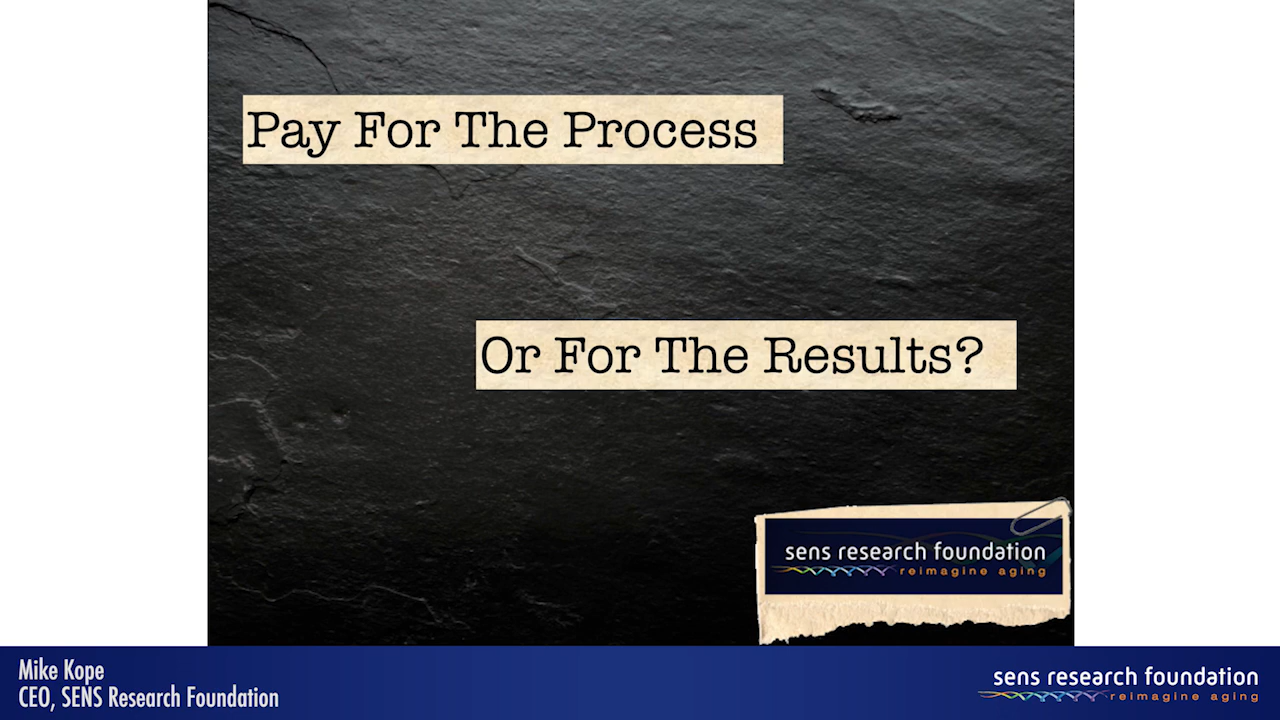 Pay For The Process
Or For The Results?
sens research foundation
reimagine aging
Mike Kope
CEO, SENS Research Foundation
sens research foundation
reimagine aging